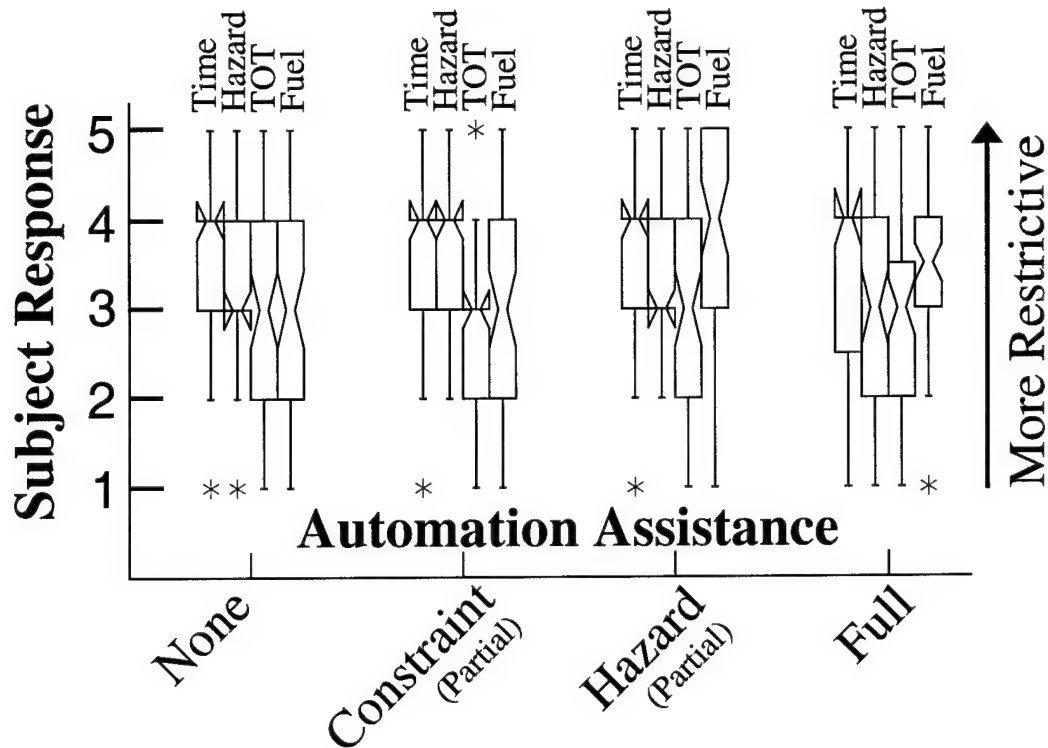 Time Hazard TOT Fuel
Time Hazard TOT Fuel
Time Hazard TOT Fuel
Time Hazard TOT Fuel
Subject Response
5
4
3
2
1
More Restrictive
Automation Assistance
None
Constraint
(Partial)
Hazard
(Partial)
Full